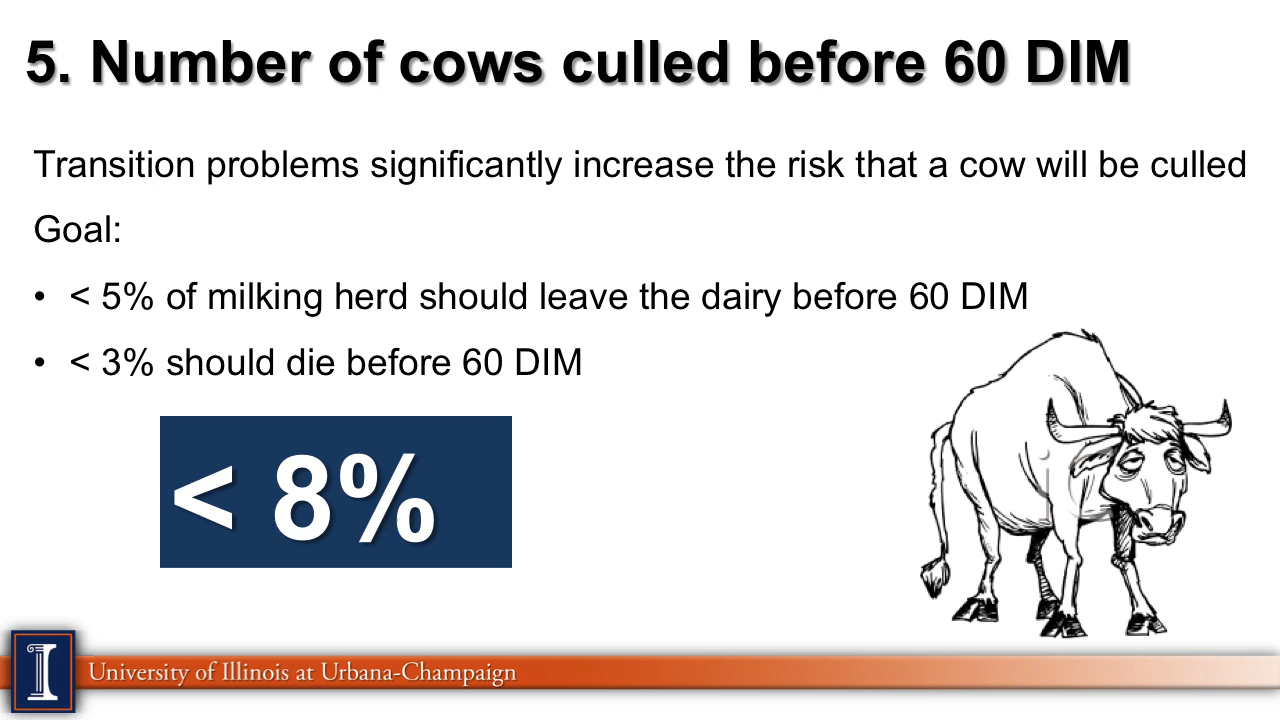 5. Number of cows culled before 60 DIM
Transition problems significantly increase the risk that a cow will be culled
Goal:
• < 5% of milking herd should leave the dairy before 60 DIM
• < 3% should die before 60 DIM
< 8%
I
University of Illinois at Urbana-Champaign